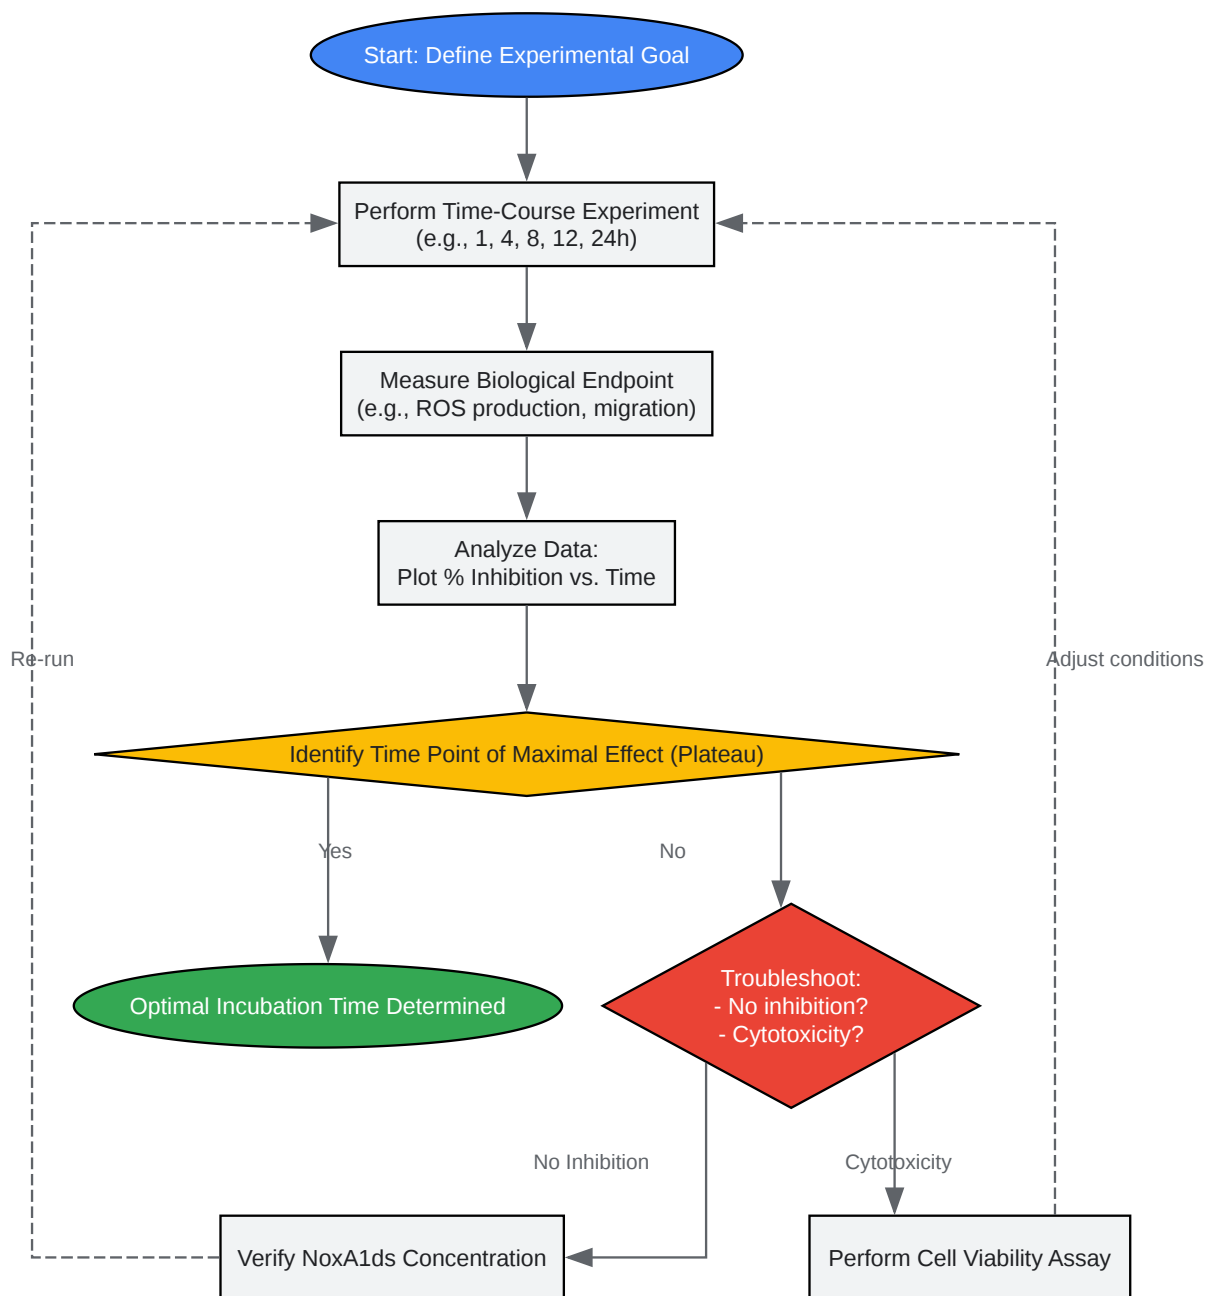 Start: Define Experimental Goal
Perform Time-Course Experiment
(e.g., 1, 4, 8, 12, 24h)
Measure Biological Endpoint
(e.g., ROS production, migration)
Analyze Data:
Plot % Inhibition vs. Time
Re-run
Adjust conditions
Identify Time Point of Maximal Effect (Plateau)
Yes
No
Optimal Incubation Time Determined
Troubleshoot:
- No inhibition?
- Cytotoxicity?
No Inhibition
Cytotoxicity
Verify NoxA1ds Concentration
Perform Cell Viability Assay